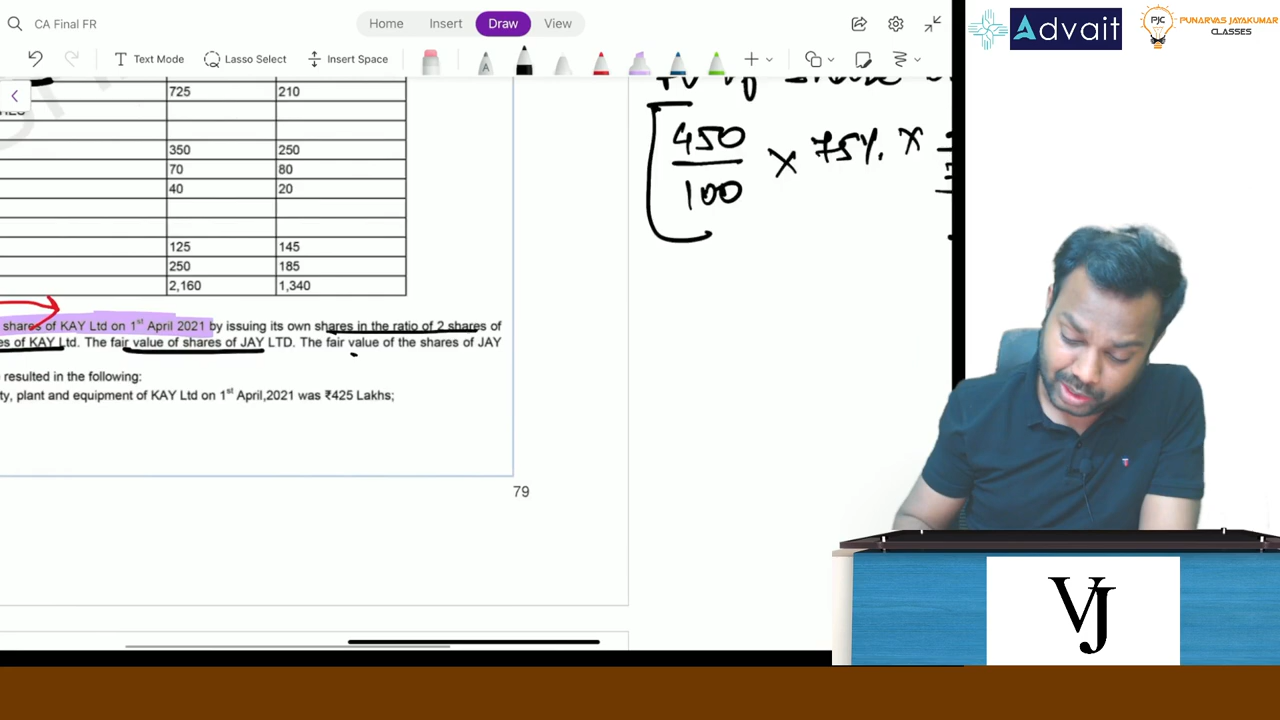 CA Final FR
Home Insert Draw View
Advait
PJC
PUNARVAS JAYAKUMAR
CLASSES
Text Mode Lasso Select Insert Space
725 210
350 250
70 80
40 20
125 145
250 185
2,160 1,340
shares of KAY Ltd on 1st April 2021 by issuing its own shares in the ratio of 2 shares of
of KAY Ltd. The fair value of shares of JAY LTD. The fair value of the shares of JAY
resulted in the following:
plant and equipment of KAY Ltd on 1st April,2021 was ₹425 Lakhs;
79
450
100
× 75% ×
VJ